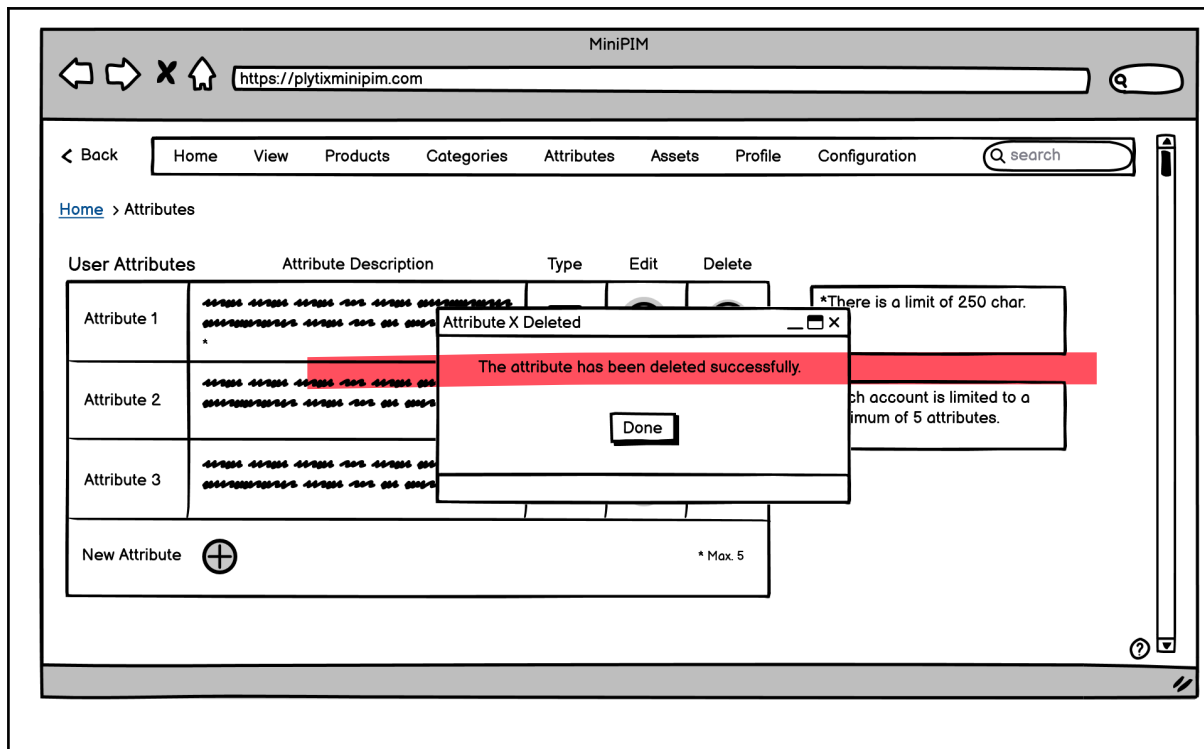 MiniPIM
https://plytixminipim.com
Back Home View Products Categories Attributes Assets Profile Configuration search
Home > Attributes
User Attributes Attribute Description Type Edit Delete
Attribute 1
*
*There is a limit of 250 char.
Attribute X Deleted
The attribute has been deleted successfully.
Done
Attribute 2
account is limited to a
of 5 attributes.
Attribute 3
New Attribute
* Max. 5